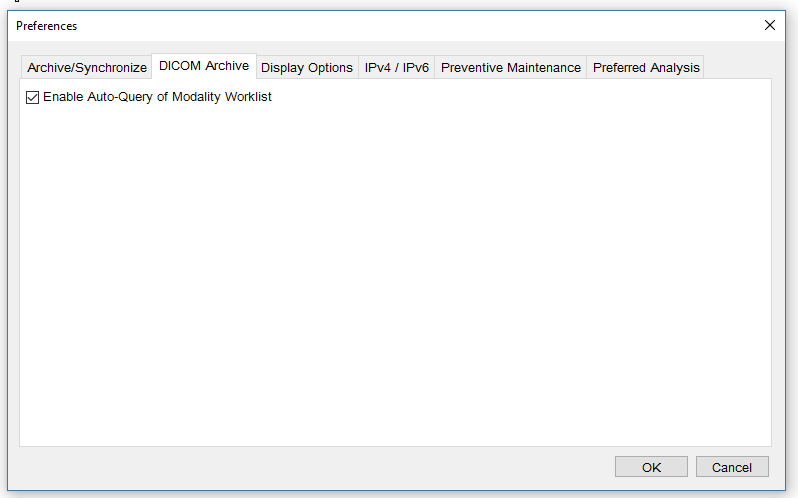 Preferences
Archive/Synchronize DICOM Archive Display Options IPv4 / IPv6 Preventive Maintenance Preferred Analysis
Enable Auto-Query of Modality Worklist
OK Cancel